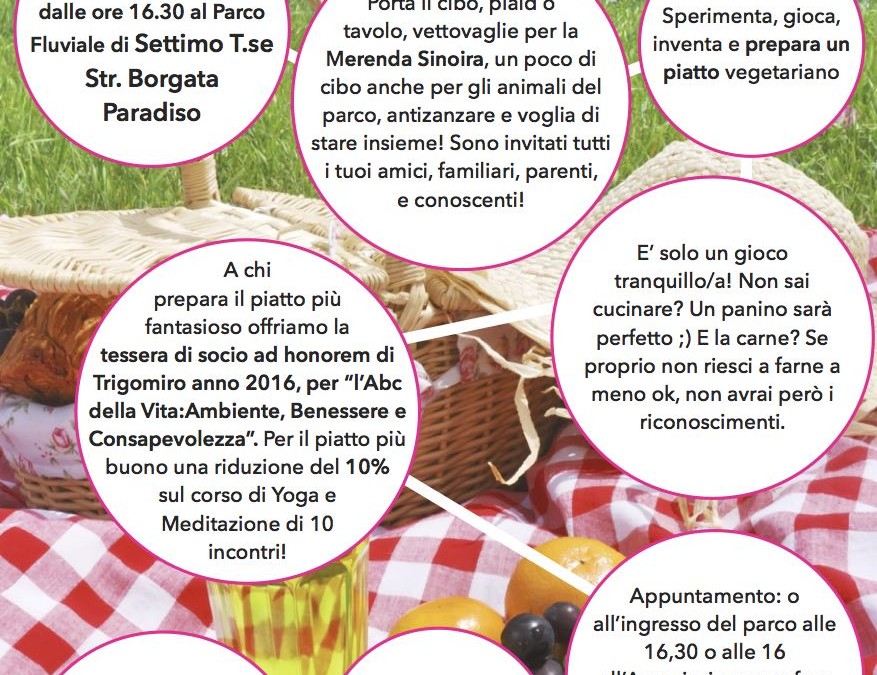 dalle ore 16.30 al Parco
Fluviale di Settimo T.se
Str. Borgata
Paradiso
Porta il cibo, plaid o
tavolo, vettovaglie per la
Merenda Sinoira, un poco di
cibo anche per gli animali del
parco, antizanzare e voglia di
stare insieme! Sono invitati tutti
i tuoi amici, familiari, parenti,
e conoscenti!
Sperimenta, gioca,
inventa e prepara un
piatto vegetariano
E’ solo un gioco
tranquillo/a! Non sai
cucinare? Un panino sarà
perfetto ;) E la carne? Se
proprio non riesci a farne a
meno ok, non avrai però i
riconoscimenti.
A chi
prepara il piatto più
fantasioso offriamo la
tessera di socio ad honorem di
Trigomiro anno 2016, per “l’Abc
della Vita:Ambiente, Benessere e
Consapevolezza”. Per il piatto più
buono una riduzione del 10%
sul corso di Yoga e
Meditazione di 10
incontri!
Appuntamento: o
all’ingresso del parco alle
16,30 o alle 16